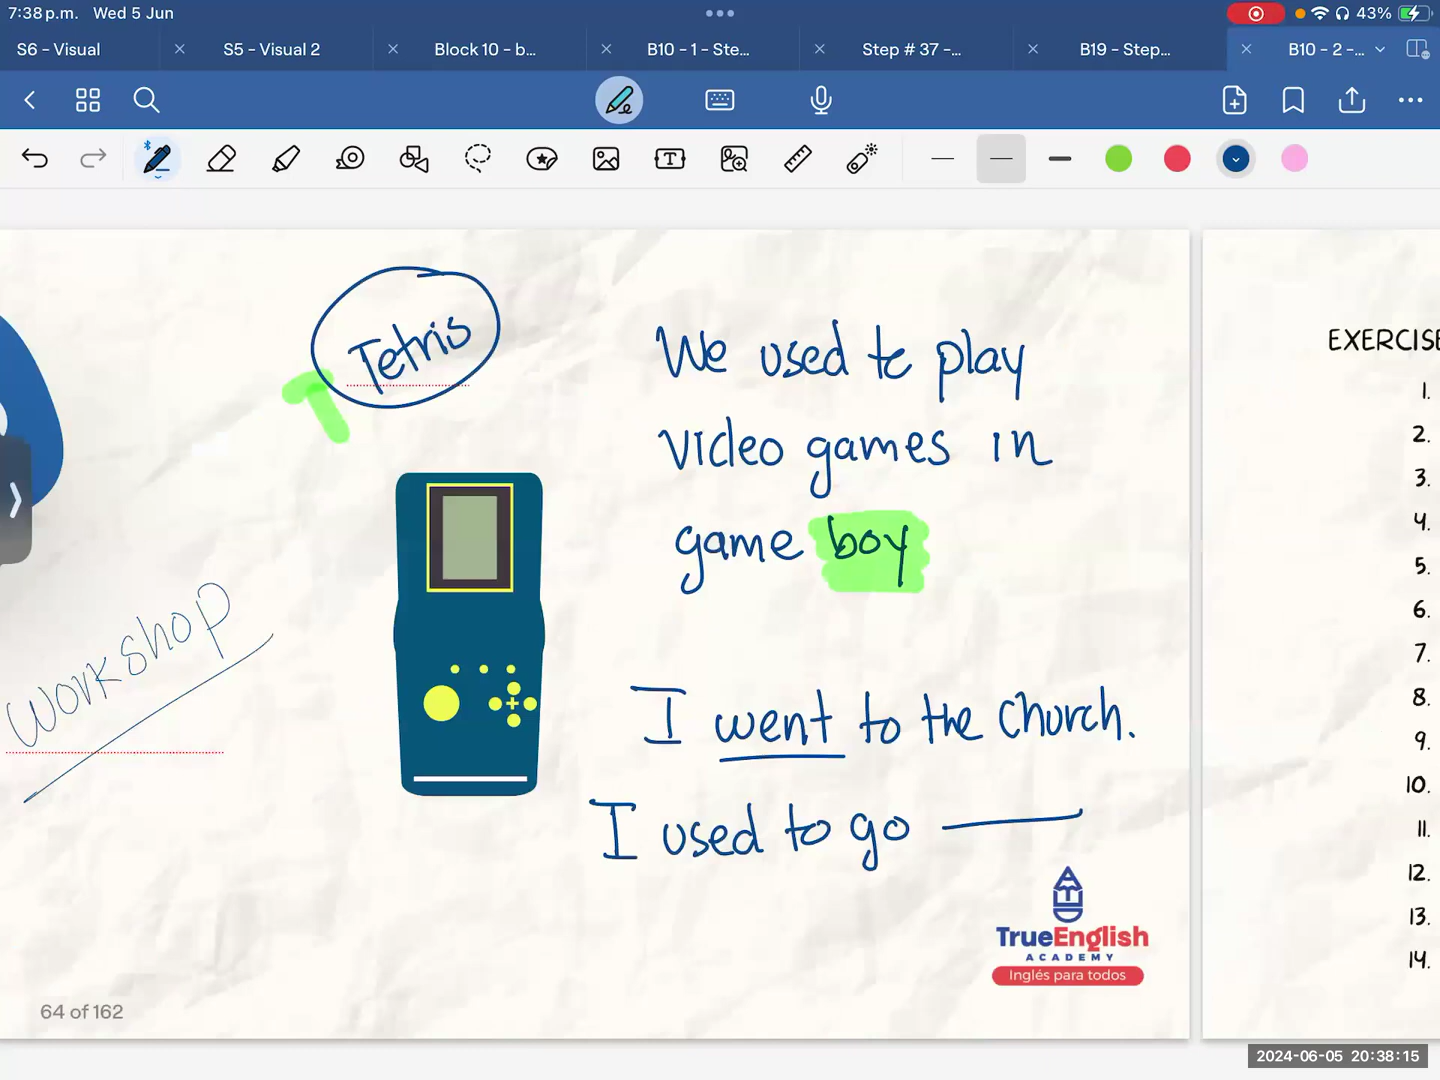 7:38 p.m. Wed 5 Jun
43%
S6 - Visual
S5 - Visual 2
Block 10 - b...
B10 - 1 - Ste...
Step # 37 -...
B19 - Step...
B10 - 2 -...
Tetris
We used to play
video games in
game boy
Workshop
I went to the church.
I used to go
TrueEnglish
ACADEMY
Inglés para todos
64 of 162
EXERCISE
1.
2.
3.
4.
5.
6.
7.
8.
9.
10.
11.
12.
13.
14.
2024-06-05 20:38:15